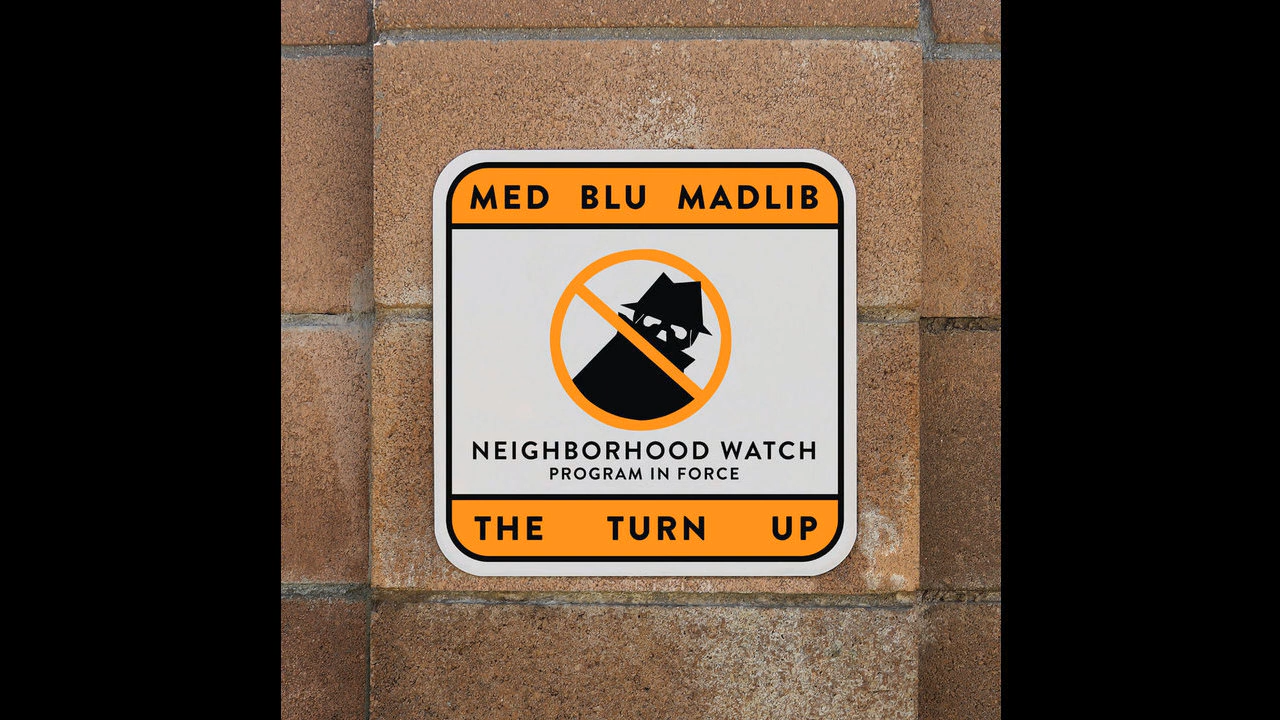 MED BLU MADLIB
NEIGHBORHOOD WATCH
PROGRAM IN FORCE
THE TURN UP